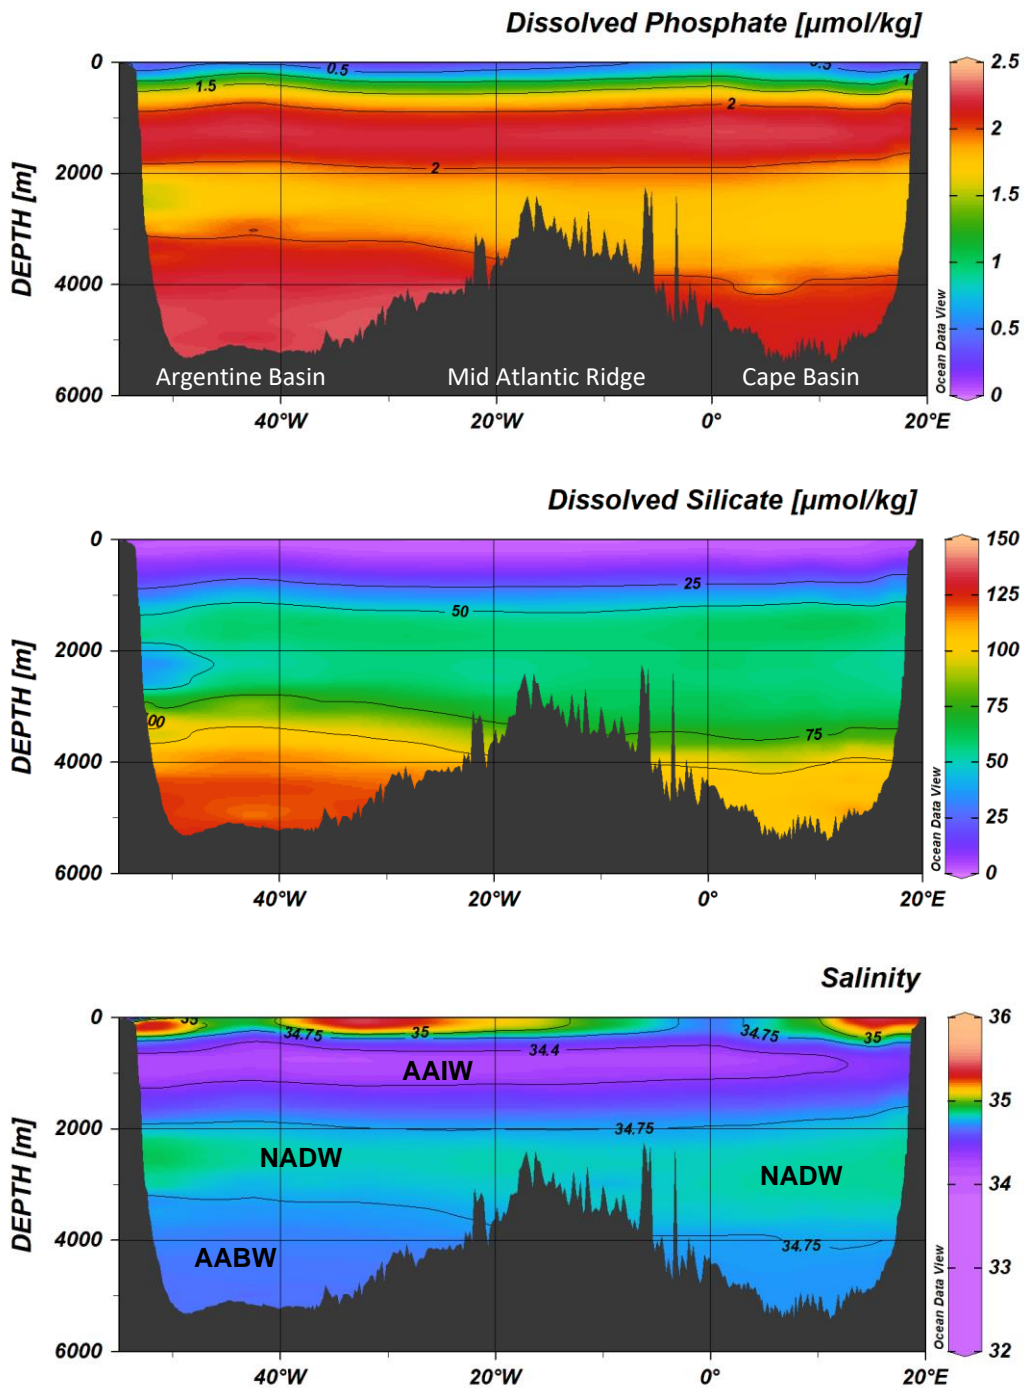 Dissolved Phosphate [µmol/kg]
0
2000
4000
6000
DEPTH [m]
0.5
0.5
1.5
1
2
2
Argentine Basin
Mid Atlantic Ridge
Cape Basin
40°W
20°W
0°
20°E
Ocean Data View
2.5
2
1.5
1
0.5
0
Dissolved Silicate [µmol/kg]
0
2000
4000
6000
DEPTH [m]
25
50
00
75
40°W
20°W
0°
20°E
Ocean Data View
150
125
100
75
50
25
0
Salinity
0
2000
4000
6000
DEPTH [m]
35
34.75
35
34.75
35
34.4
AAIW
34.75
NADW
NADW
AABW
34.75
40°W
20°W
0°
20°E
Ocean Data View
36
35
34
33
32